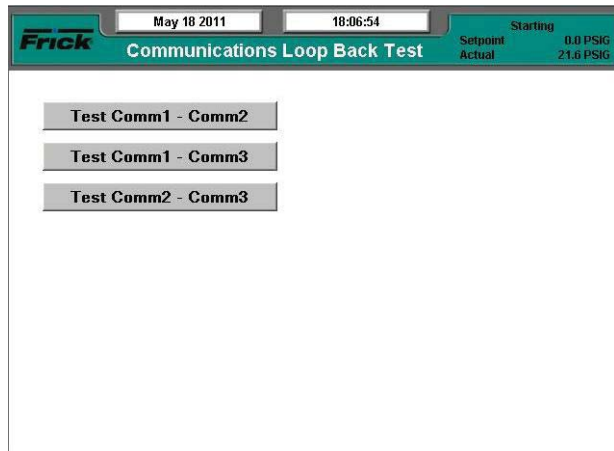 Frick
May 18 2011
18:06:54
Communications Loop Back Test
Starting
Setpoint 0.0 PSIG
Actual 21.6 PSIG
Test Comm1 - Comm2
Test Comm1 - Comm3
Test Comm2 - Comm3